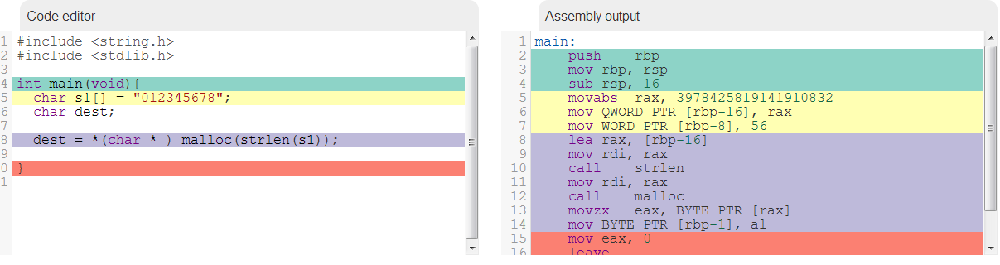 Code editor
1 #include <string.h>
2 #include <stdlib.h>
3
4 int main(void){
5 char s1[] = "012345678";
6 char dest;
7
8 dest = *(char * ) malloc(strlen(s1));
9
0 }
1
Assembly output
1 main:
2 push rbp
3 mov rbp, rsp
4 sub rsp, 16
5 movabs rax, 3978425819141910832
6 mov QWORD PTR [rbp-16], rax
7 mov WORD PTR [rbp-8], 56
8 lea rax, [rbp-16]
9 mov rdi, rax
10 call strlen
11 mov rdi, rax
12 call malloc
13 movzx eax, BYTE PTR [rax]
14 mov BYTE PTR [rbp-1], al
15 mov eax, 0
16 leave